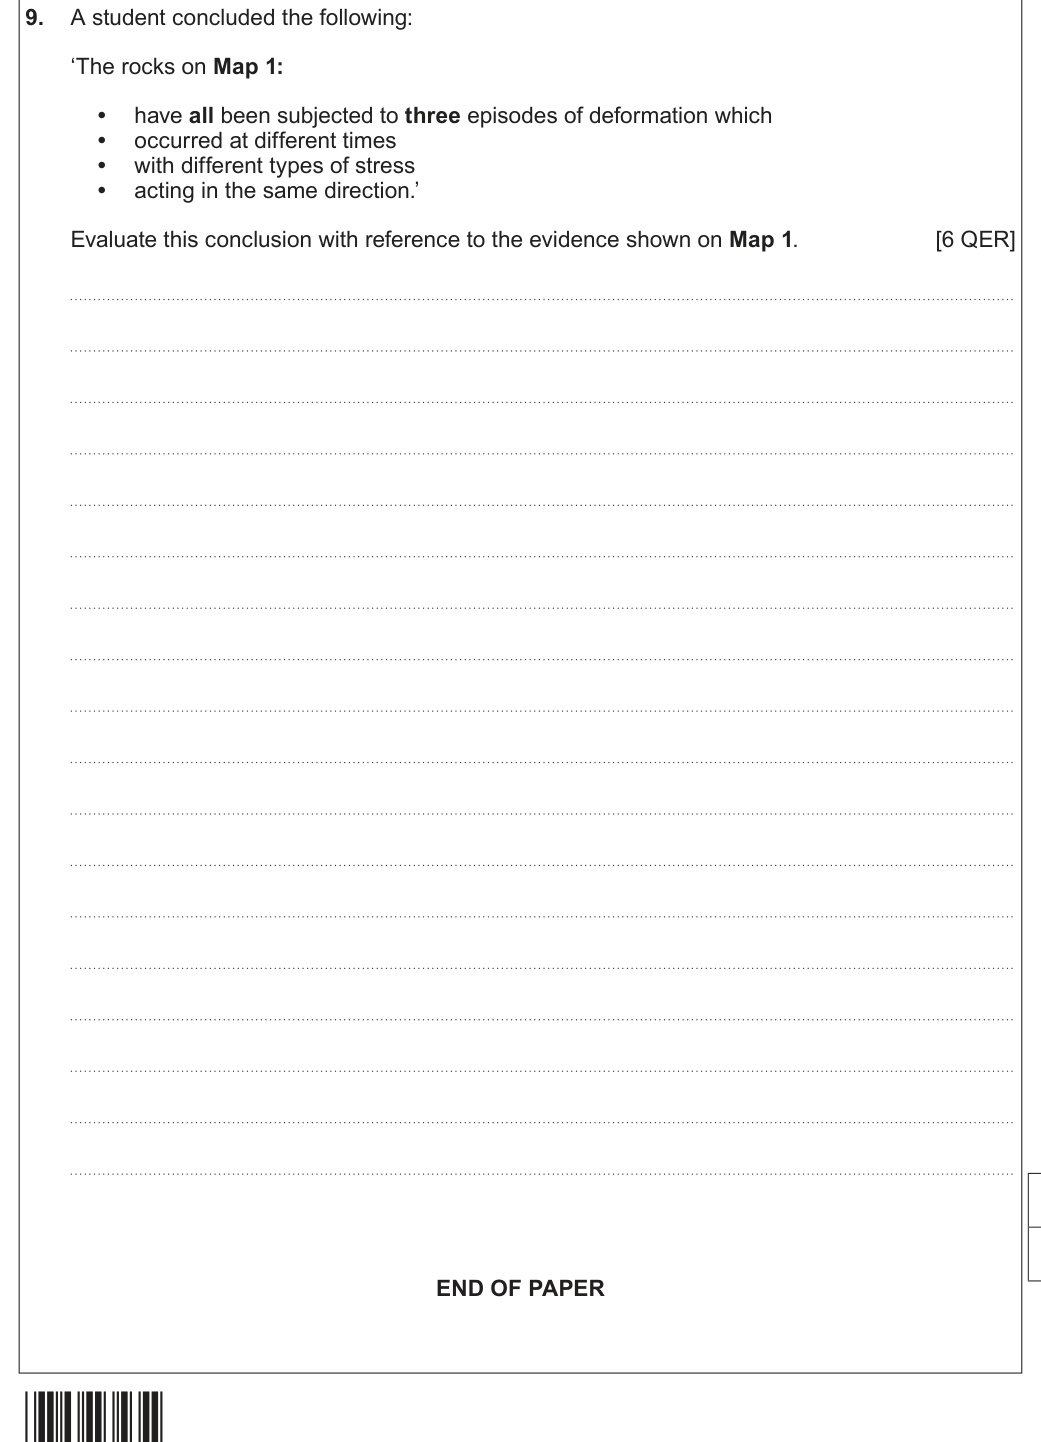 9. A student concluded the following:
‘The rocks on Map 1:
• have all been subjected to three episodes of deformation which
• occurred at different times
• with different types of stress
• acting in the same direction.’
Evaluate this conclusion with reference to the evidence shown on Map 1. [6 QER]
END OF PAPER